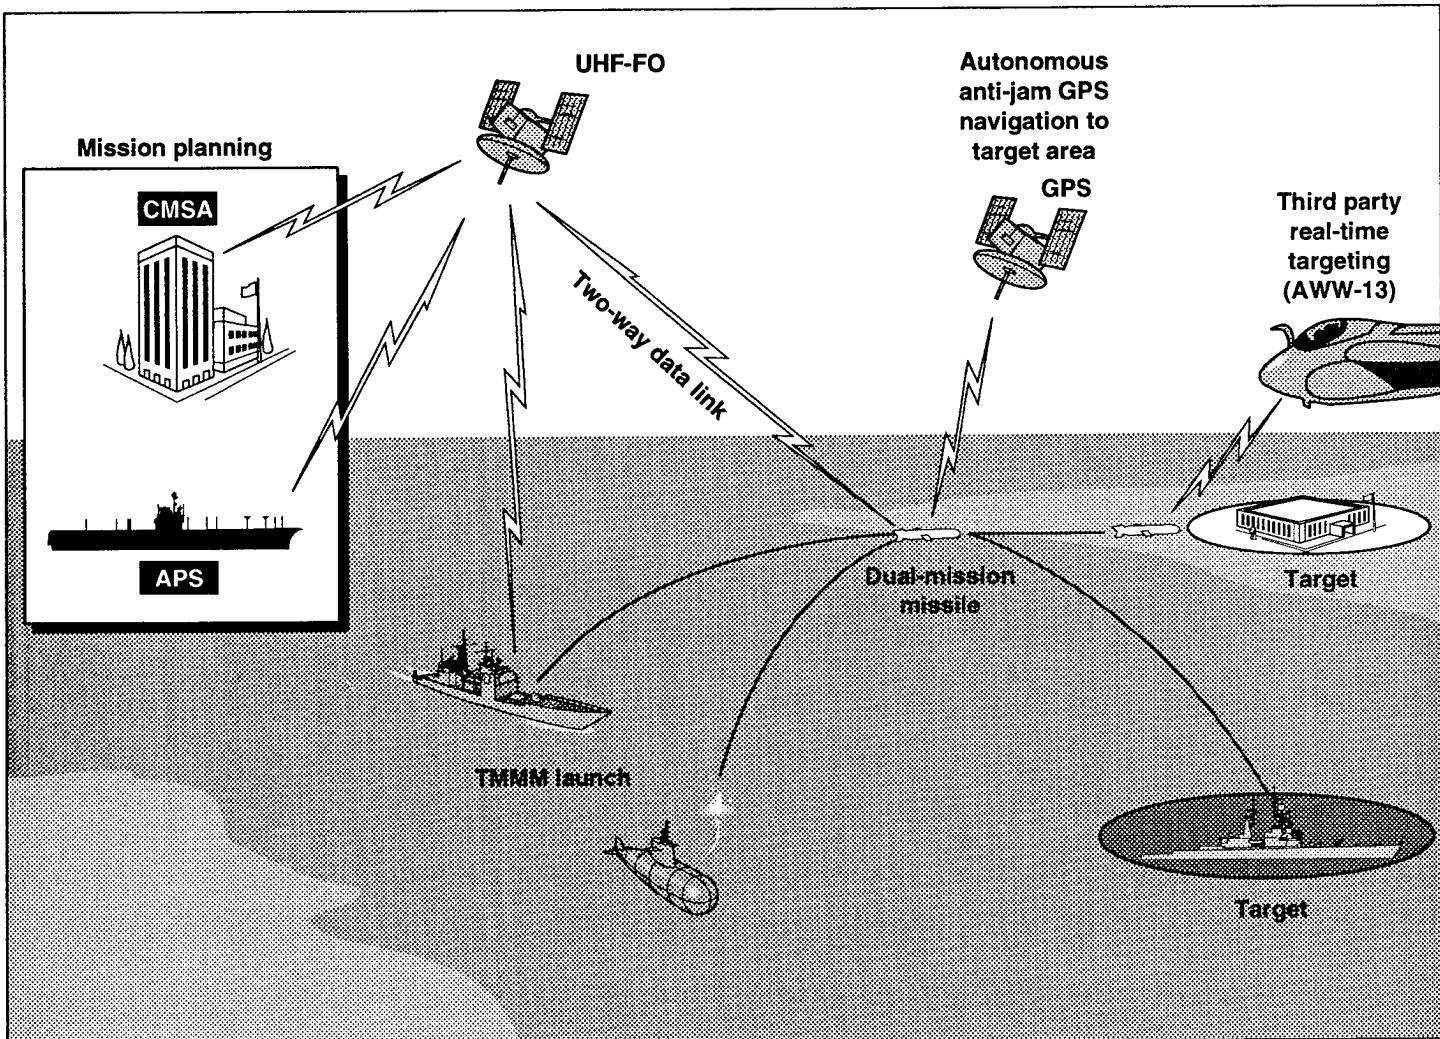 UHF-FO
Autonomous
anti-jam GPS
navigation to
target area
GPS
Mission planning
CMSA
Third party
real-time
targeting
(AWW-13)
Two-way data link
APS
Dual-mission
missile
Target
TMMM launch
Target